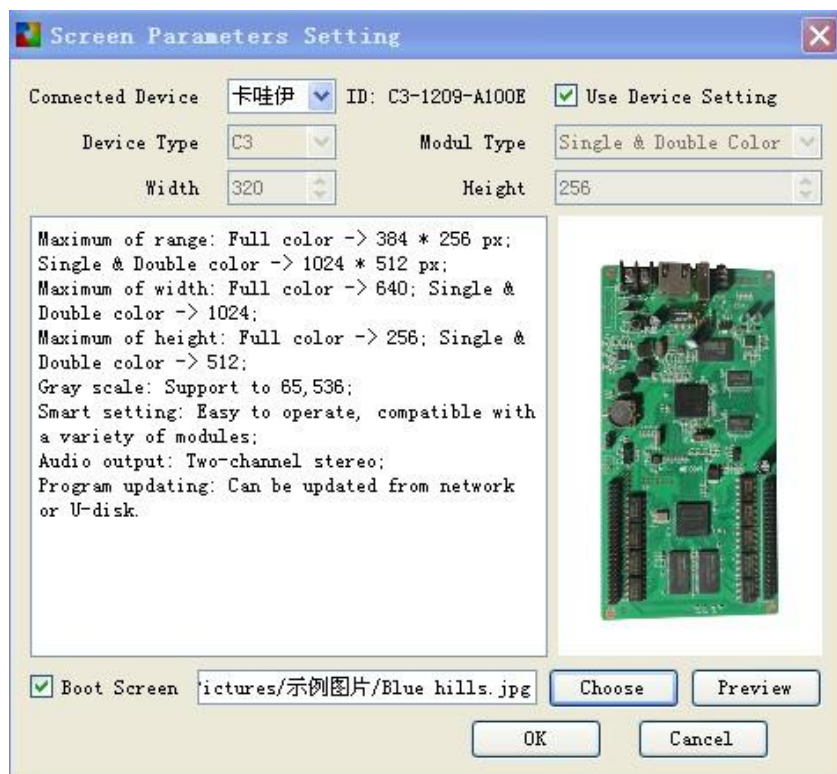 Screen Parameters Setting
Connected Device 卡哇伊 ID: C3-1209-A100E Use Device Setting
Device Type C3 Modul Type Single & Double Color
Width 320 Height 256
Maximum of range: Full color -> 384 * 256 px;
Single & Double color -> 1024 * 512 px;
Maximum of width: Full color -> 640; Single &
Double color -> 1024;
Maximum of height: Full color -> 256; Single &
Double color -> 512;
Gray scale: Support to 65,536;
Smart setting: Easy to operate, compatible with
a variety of modules;
Audio output: Two-channel stereo;
Program updating: Can be updated from network
or U-disk.
Boot Screen ictures/示例图片/Blue hills.jpg Choose Preview
OK Cancel